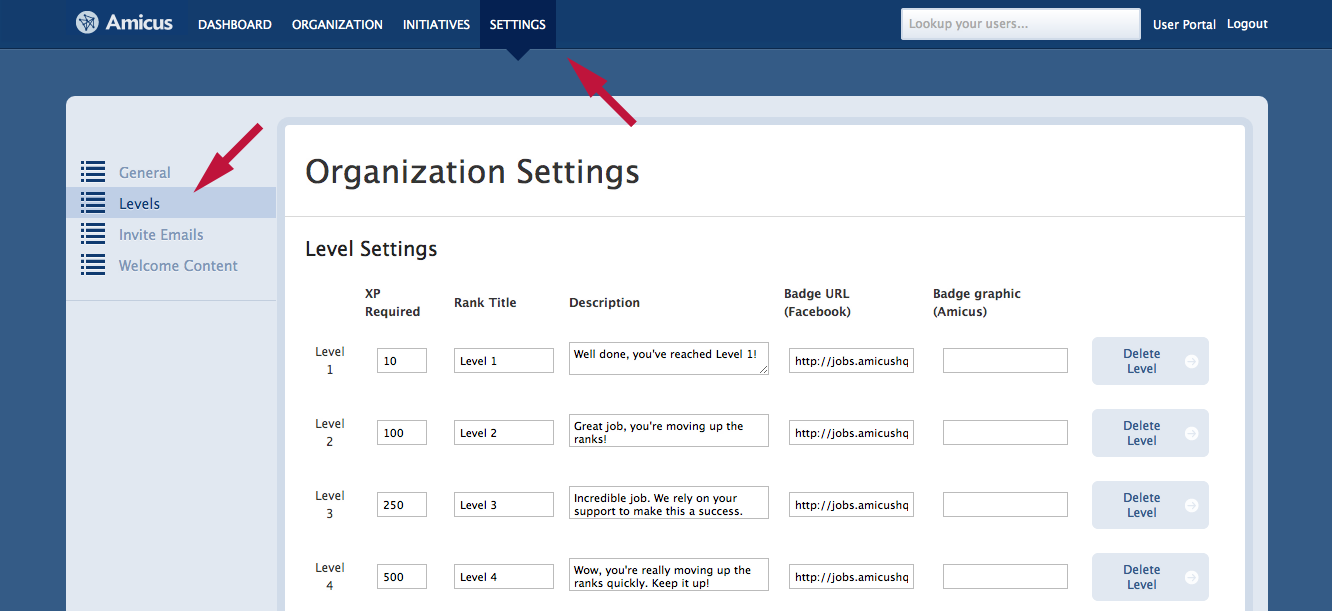 Amicus DASHBOARD ORGANIZATION INITIATIVES SETTINGS Lookup your users... User Portal Logout
General
Levels
Invite Emails
Welcome Content
Organization Settings
Level Settings
XP Required Rank Title Description Badge URL (Facebook) Badge graphic (Amicus)
Level 1 10 Level 1 Well done, you've reached Level 1! http://jobs.amicushq Delete Level
Level 2 100 Level 2 Great job, you're moving up the ranks! http://jobs.amicushq Delete Level
Level 3 250 Level 3 Incredible job. We rely on your support to make this a success. http://jobs.amicushq Delete Level
Level 4 500 Level 4 Wow, you're really moving up the ranks quickly. Keep it up! http://jobs.amicushq Delete Level